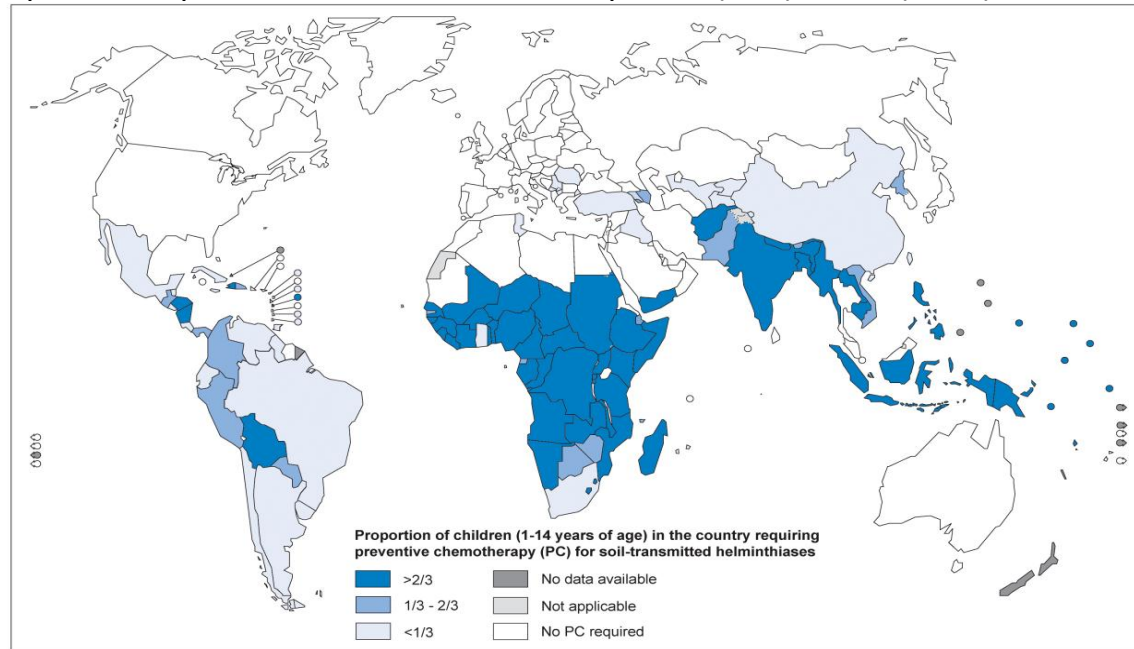 Proportion of children (1-14 years of age) in the country requiring
preventive chemotherapy (PC) for soil-transmitted helminthiases
>2/3
No data available
1/3 - 2/3
Not applicable
<1/3
No PC required